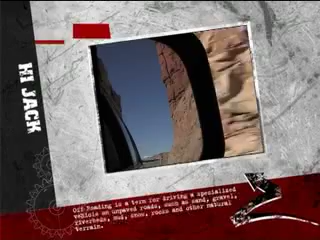 HI JACK
Off Roading is a term for driving a specialized
vehicle on unpaved roads, such as sand, gravel,
riverbeds, mud, snow, rocks and other natural
terrain.